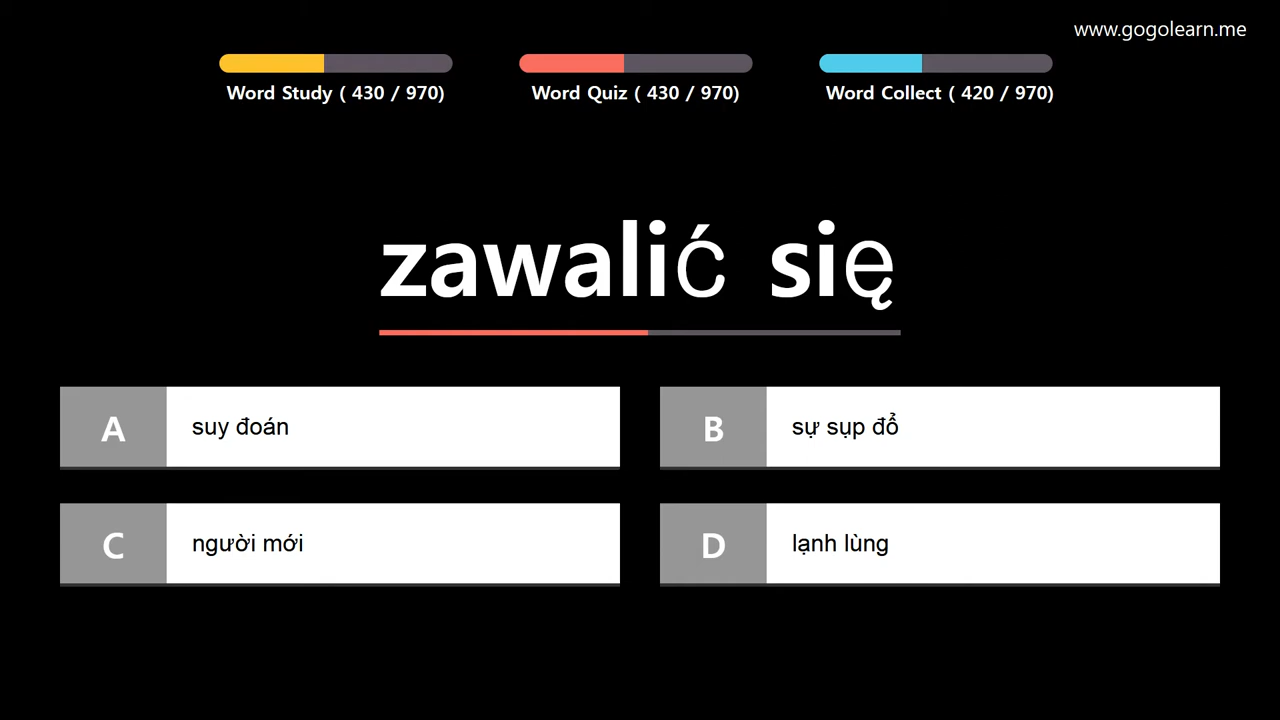 www.gogolearn.me
Word Study ( 430 / 970)
Word Quiz ( 430 / 970)
Word Collect ( 420 / 970)
zawalić się
A suy đoán
B sự sụp đổ
C người mới
D lạnh lùng